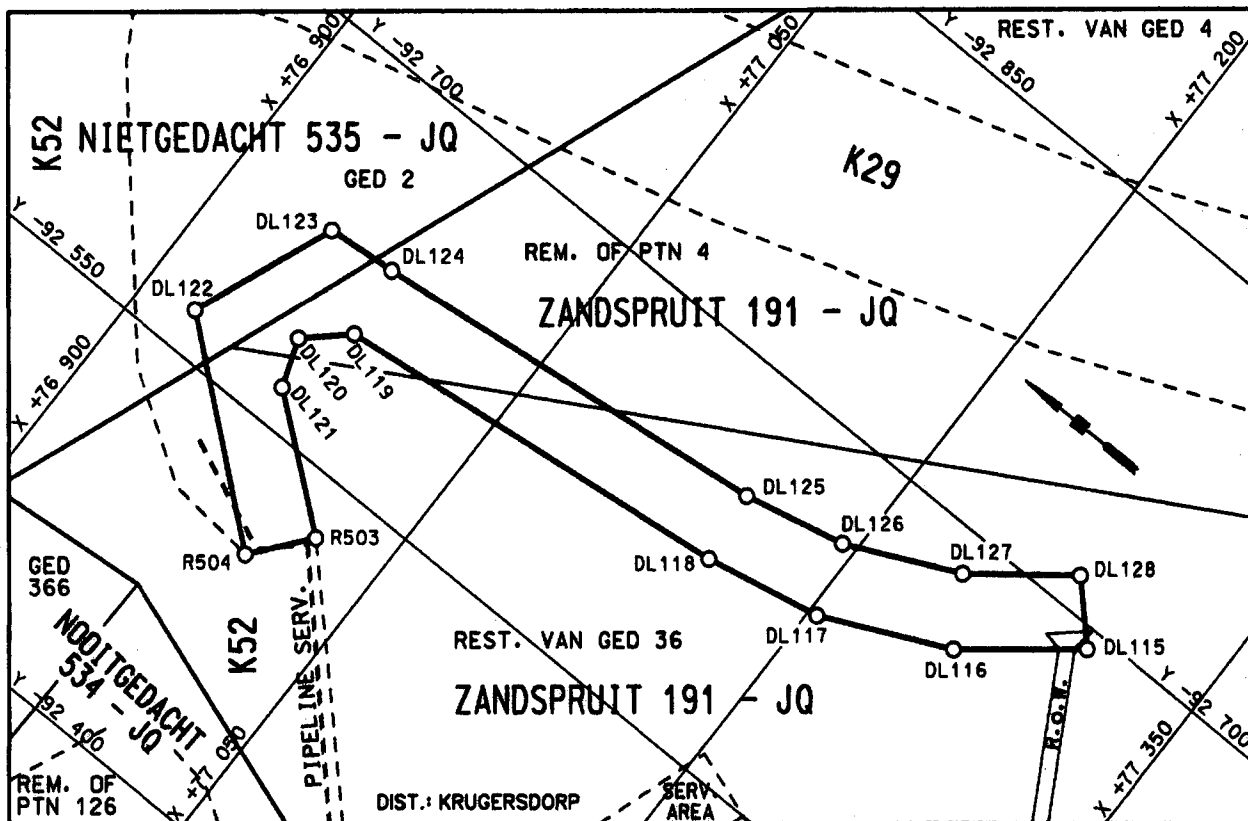 REST. VAN GED 4
Y -92 700
X +76 900
X +77 050
Y -92 850
X +77 200
K52
NIETGEDACHT 535 - JQ
GED 2
K29
Y -92 550
DL123
DL124
REM. OF PTN 4
DL122
ZANDSPRUIT 191 - JQ
X +76 900
DL119
DL120
DL121
DL125
DL126
R503
R504
DL118
DL127
DL128
GED
366
K52
PIPELINE SERV.
REST. VAN GED 36
DL117
DL116
DL115
NOOITGEDACHT
534 - JQ
ZANDSPRUIT 191 - JQ
R.O.W.
Y -92 700
Y -92 400
X +77 050
X +77 350
REM. OF
PTN 126
DIST.: KRUGERSDORP
SERV.
AREA